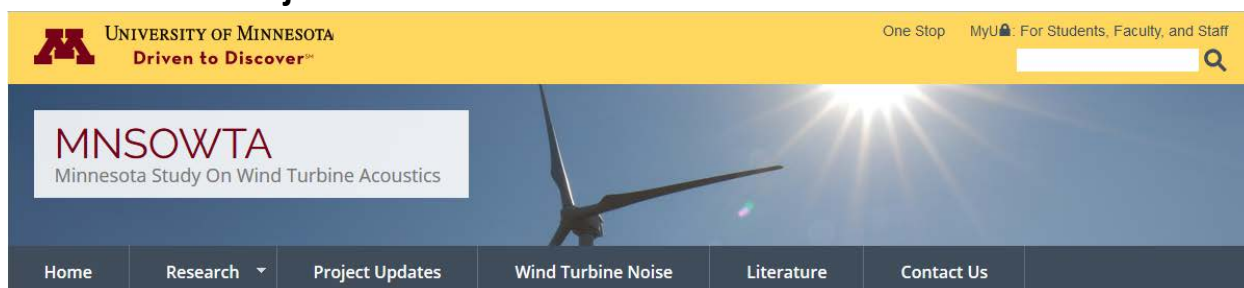 UNIVERSITY OF MINNESOTA
Driven to Discover℠
One Stop MyU: For Students, Faculty, and Staff
MNSOWTA
Minnesota Study On Wind Turbine Acoustics
Home Research Project Updates Wind Turbine Noise Literature Contact Us